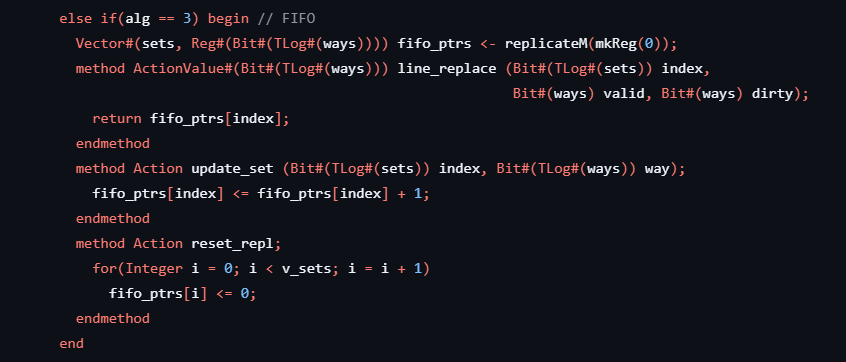 else if(alg == 3) begin // FIFO
Vector#(sets, Reg#(Bit#(TLog#(ways)))) fifo_ptrs <- replicateM(mkReg(0));
method ActionValue#(Bit#(TLog#(ways))) line_replace (Bit#(TLog#(sets)) index,
Bit#(ways) valid, Bit#(ways) dirty);
return fifo_ptrs[index];
endmethod
method Action update_set (Bit#(TLog#(sets)) index, Bit#(TLog#(ways)) way);
fifo_ptrs[index] <= fifo_ptrs[index] + 1;
endmethod
method Action reset_repl;
for(Integer i = 0; i < v_sets; i = i + 1)
fifo_ptrs[i] <= 0;
endmethod
end